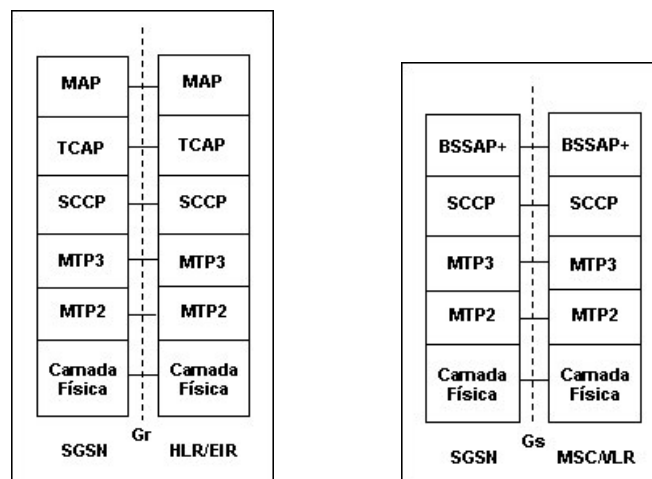 MAP MAP
TCAP TCAP
SCCP SCCP
MTP3 MTP3
MTP2 MTP2
Camada Física Camada Física
Gr
SGSN HLR/EIR
BSSAP+ BSSAP+
SCCP SCCP
MTP3 MTP3
MTP2 MTP2
Camada Física Camada Física
Gs
SGSN MSC/VLR